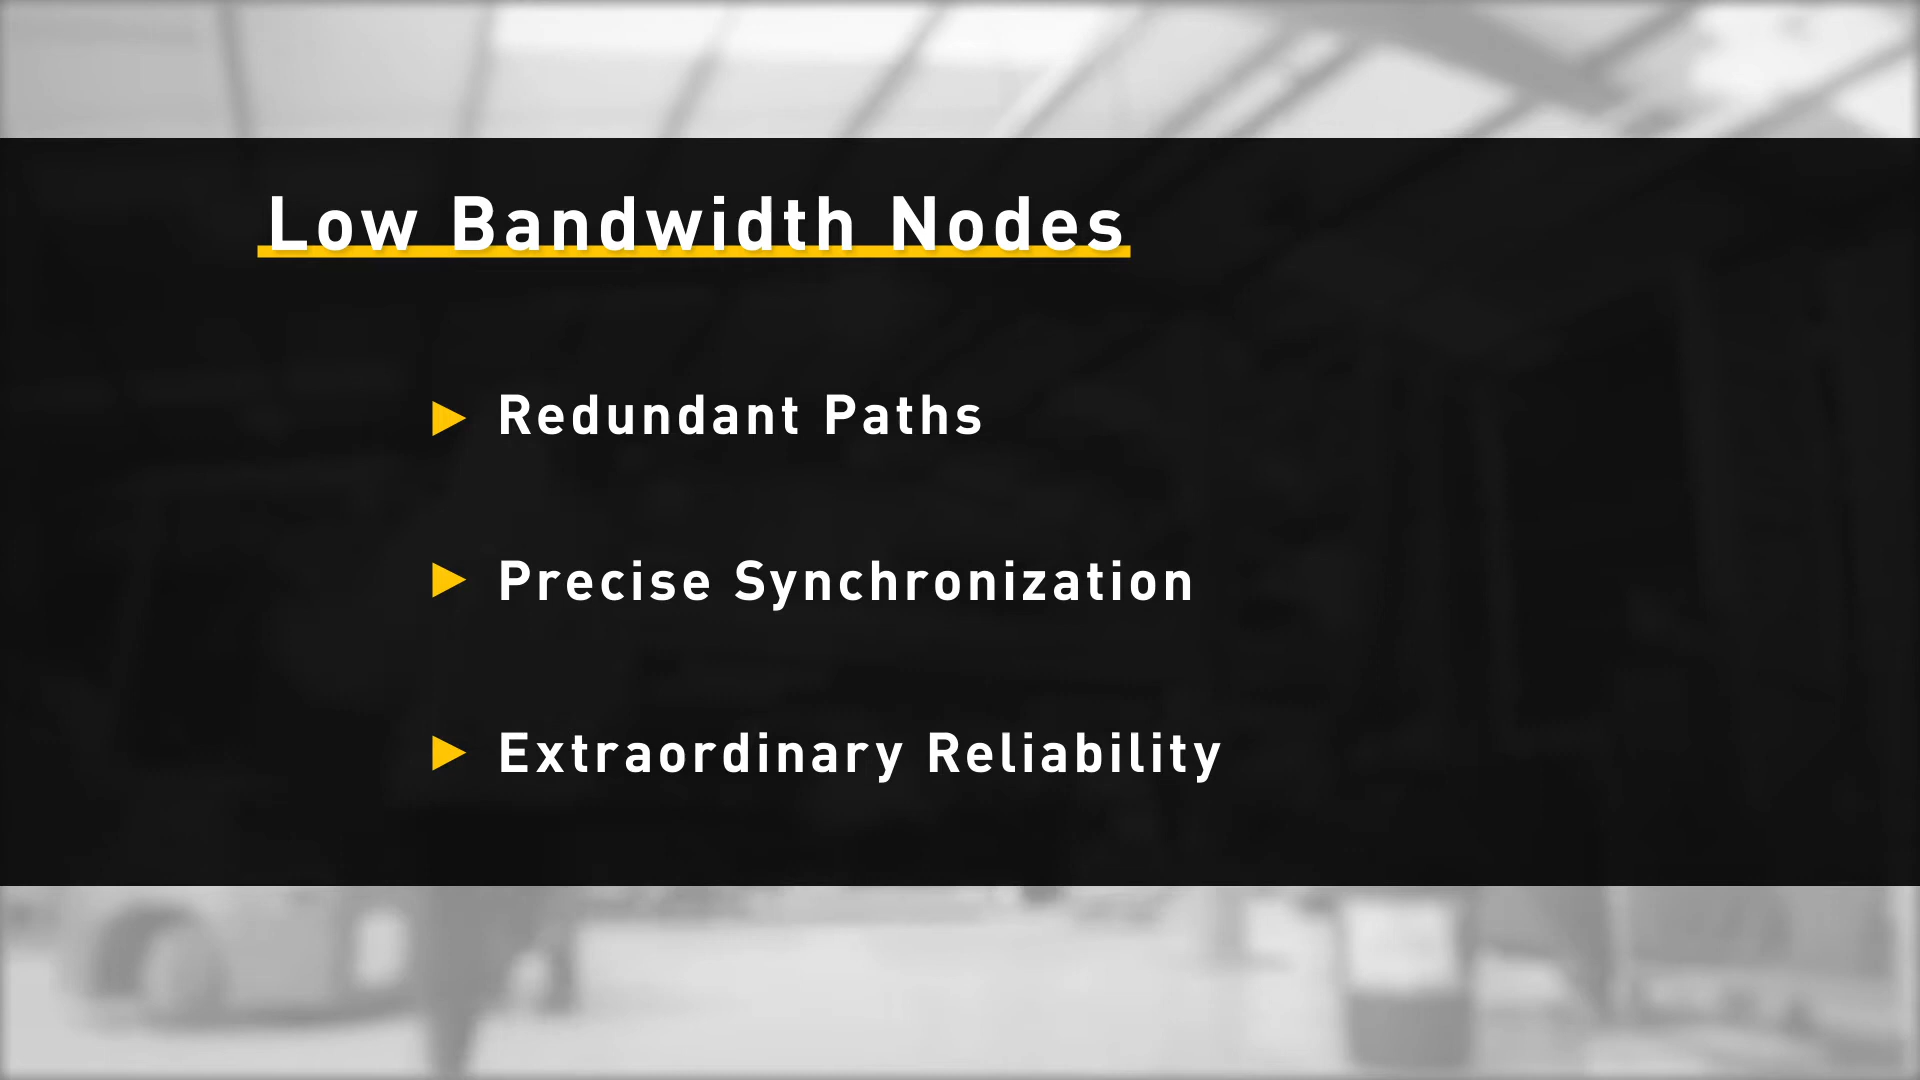 Low Bandwidth Nodes
Redundant Paths
Precise Synchronization
Extraordinary Reliability